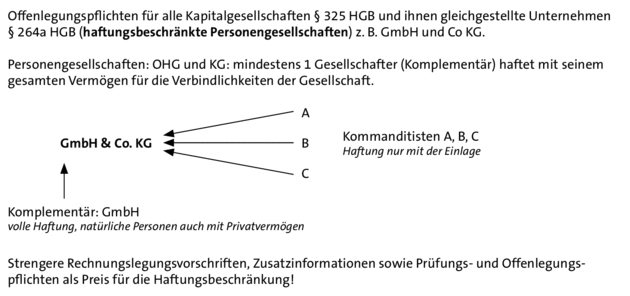 Offenlegungspflichten für alle Kapitalgesellschaften § 325 HGB und ihnen gleichgestellte Unternehmen
§ 264a HGB (haftungsbeschränkte Personengesellschaften) z. B. GmbH und Co KG.
Personengesellschaften: OHG und KG: mindestens 1 Gesellschafter (Komplementär) haftet mit seinem
gesamten Vermögen für die Verbindlichkeiten der Gesellschaft.
A
GmbH & Co. KG
B
C
Kommanditisten A, B, C
Haftung nur mit der Einlage
Komplementär: GmbH
volle Haftung, natürliche Personen auch mit Privatvermögen
Strengere Rechnungslegungsvorschriften, Zusatzinformationen sowie Prüfungs- und Offenlegungs-
pflichten als Preis für die Haftungsbeschränkung!